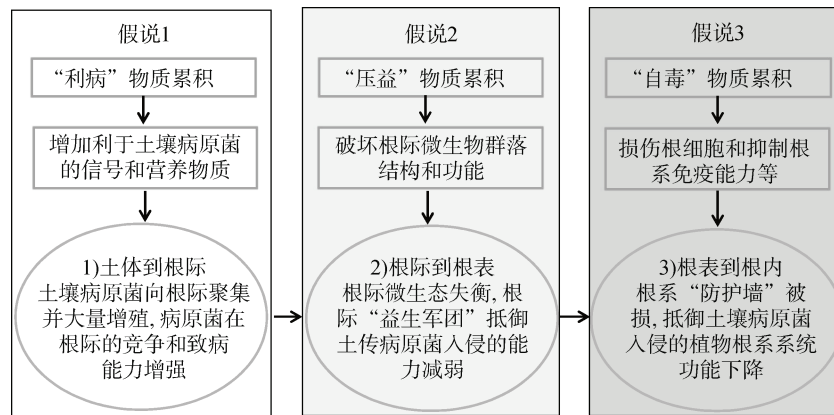 假说1
“利病”物质累积
增加利于土壤病原菌
的信号和营养物质
1)土体到根际
土壤病原菌向根际聚集
并大量增殖, 病原菌在
根际的竞争和致病
能力增强
假说2
“压益”物质累积
破坏根际微生物群落
结构和功能
2)根际到根表
根际微生态失衡, 根
际“益生军团”抵御
土传病原菌入侵的能
力减弱
假说3
“自毒”物质累积
损伤根细胞和抑制根
系免疫能力等
3)根表到根内
根系“防护墙”被
损, 抵御土壤病原菌
入侵的植物根系系统
功能下降